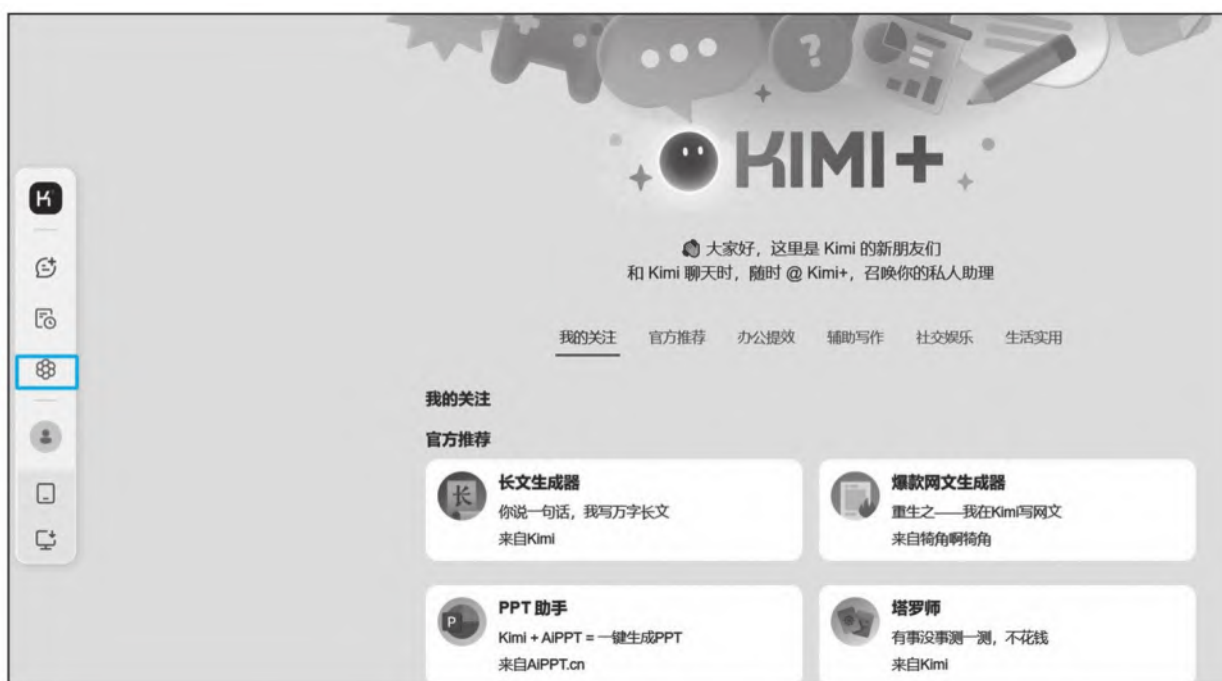 ?
KIMI+
K
大家好，这里是 Kimi 的新朋友们
和 Kimi 聊天时，随时 @ Kimi+，召唤你的私人助理
我的关注 官方推荐 办公提效 辅助写作 社交娱乐 生活实用
我的关注
官方推荐
长
长文生成器
你说一句话，我写万字长文
来自Kimi
爆款网文生成器
重生之——我在Kimi写网文
来自犄角啊犄角
P
PPT 助手
Kimi + AiPPT = 一键生成PPT
来自AiPPT.cn
塔罗师
有事没事测一测，不花钱
来自Kimi